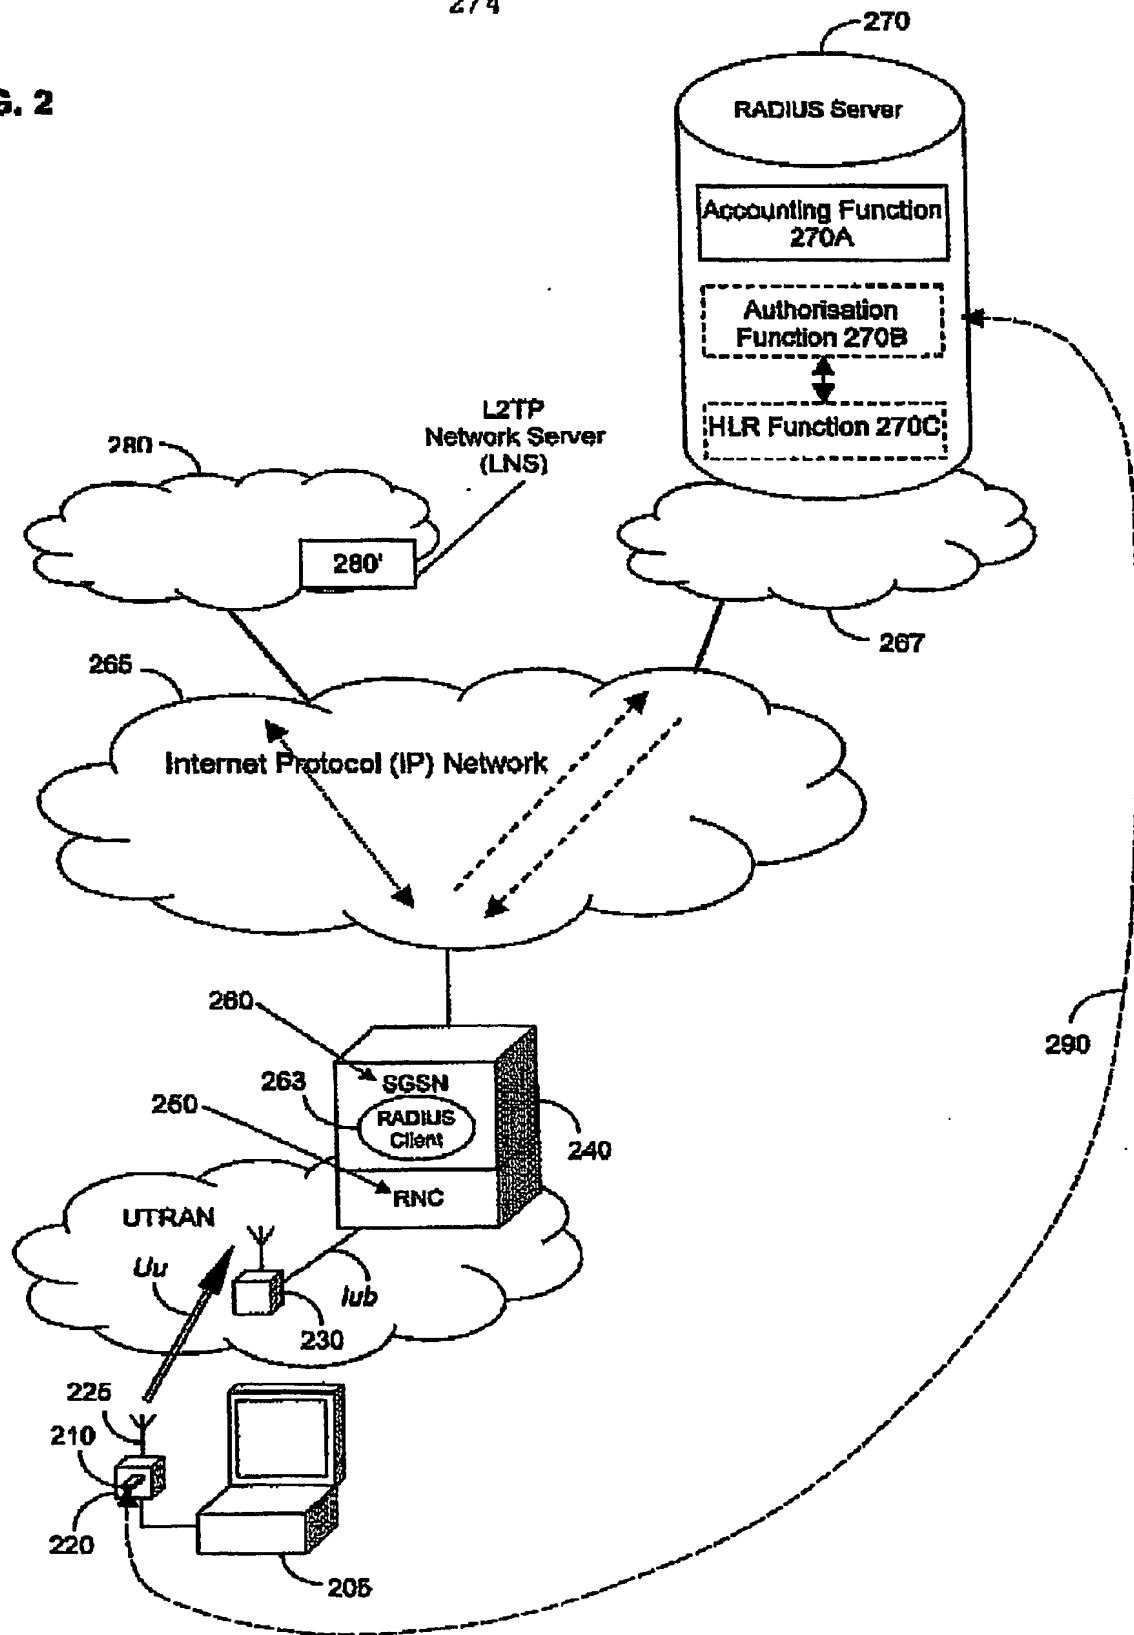 274
270
G. 2
RADIUS Server
Accounting Function
270A
Authorisation
Function 270B
HLR Function 270C
L2TP
Network Server
(LNS)
280
280'
267
265
Internet Protocol (IP) Network
260
SGSN
263
RADIUS
Client
250
240
RNC
290
UTRAN
Uu
Iub
230
225
210
220
205